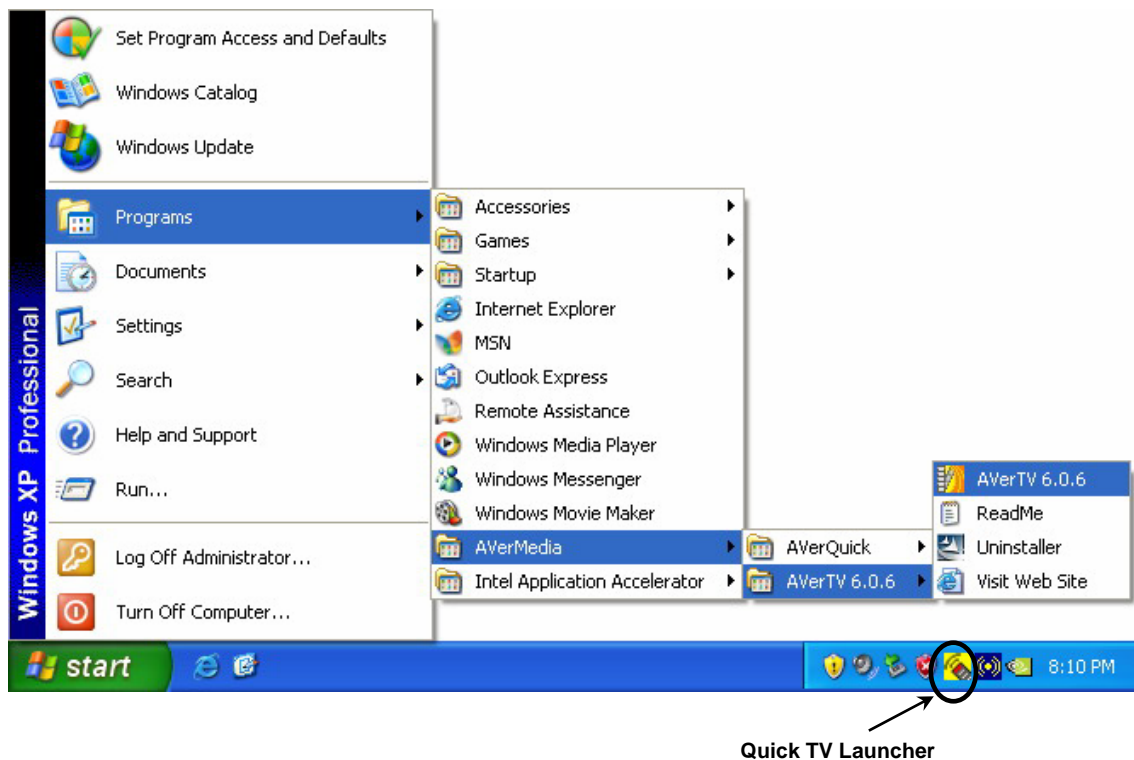 Set Program Access and Defaults
Windows Catalog
Windows Update
Programs
Documents
Settings
Search
Help and Support
Run...
Log Off Administrator...
Turn Off Computer...
Windows XP Professional
Accessories
Games
Startup
Internet Explorer
MSN
Outlook Express
Remote Assistance
Windows Media Player
Windows Messenger
Windows Movie Maker
AVerMedia
Intel Application Accelerator
AVerQuick
AVerTV 6.0.6
AVerTV 6.0.6
ReadMe
Uninstaller
Visit Web Site
start
8:10 PM
Quick TV Launcher